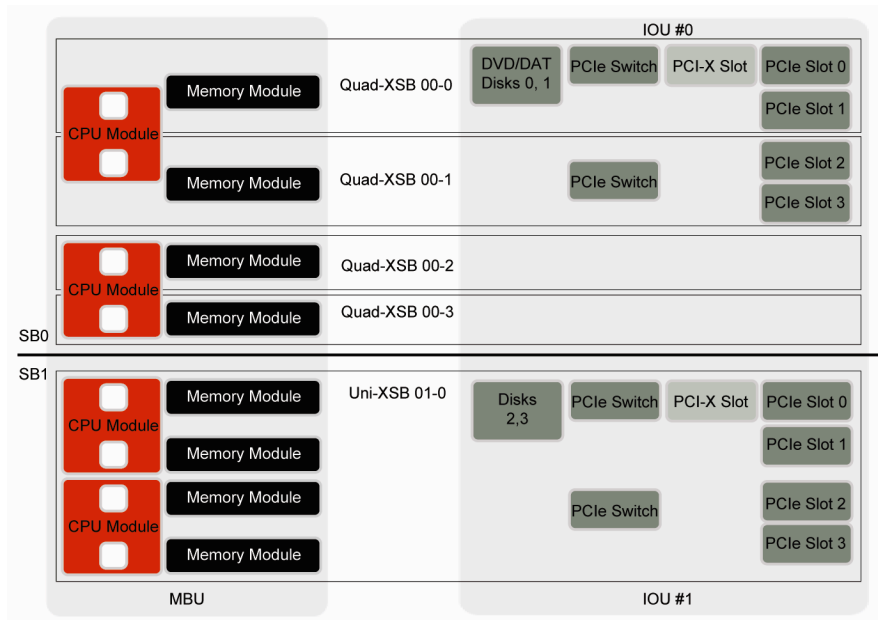 IOU #0
DVD/DAT
Disks 0, 1
PCIe Switch
PCI-X Slot
PCIe Slot 0
Memory Module
Quad-XSB 00-0
PCIe Slot 1
CPU Module
PCIe Slot 2
Memory Module
Quad-XSB 00-1
PCIe Switch
PCIe Slot 3
Memory Module
Quad-XSB 00-2
CPU Module
Memory Module
Quad-XSB 00-3
SB0
SB1
Memory Module
Uni-XSB 01-0
Disks
2,3
PCIe Switch
PCI-X Slot
PCIe Slot 0
CPU Module
Memory Module
PCIe Slot 1
Memory Module
PCIe Switch
PCIe Slot 2
CPU Module
Memory Module
PCIe Slot 3
MBU
IOU #1